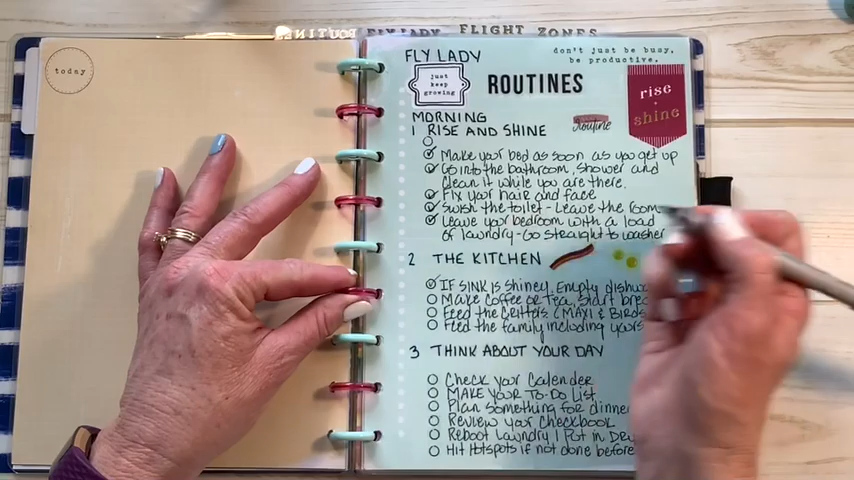 today
FLY LADY FLIGHT ZONES
FLY LADY
don't just be busy,
be productive.
just
keep
growing
ROUTINES
rise
+
shine
MORNING
Routine
1 RISE AND SHINE
Make your bed as soon as you get up
Go into the bathroom, shower and
clean it while you are there.
Fix your hair and face
Swish the toilet - Leave the room
Leave your bedroom with a load
of laundry - Go straight to washer
2 THE KITCHEN
IF SINK is shiney. Empty
Make Coffee or Tea, Start
Feed the Critters (MAXI & BIRDS
Feed the family including
3 THINK ABOUT YOUR DAY
Check your Calender
MAKE YOUR TO-DO List
Plan Something for dinner
Review your Checkbook
Reboot Laundry / Put in
Hit HotSpots if not done before